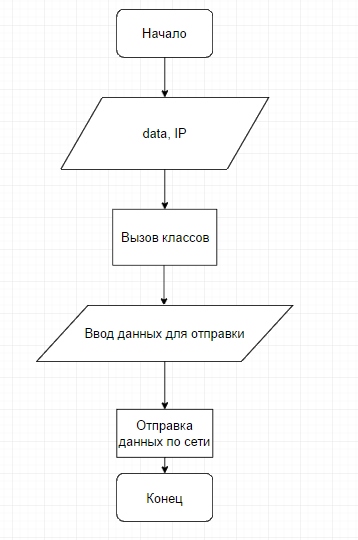 Начало
data, IP
Вызов классов
Ввод данных для отправки
Отправка
данных по сети
Конец